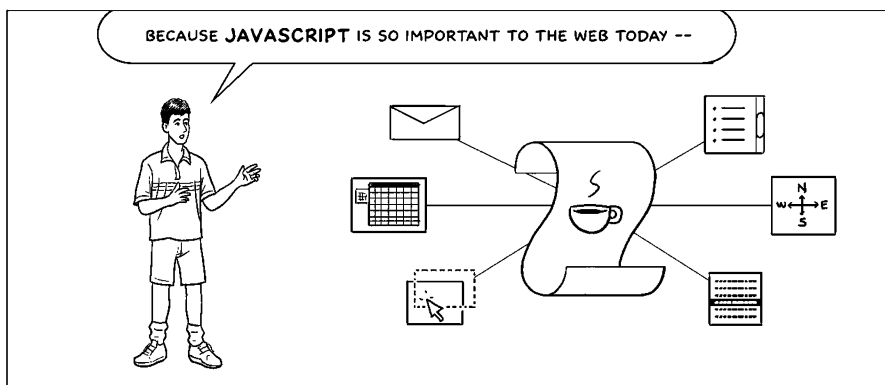 BECAUSE JAVASCRIPT IS SO IMPORTANT TO THE WEB TODAY --
N
W E
S